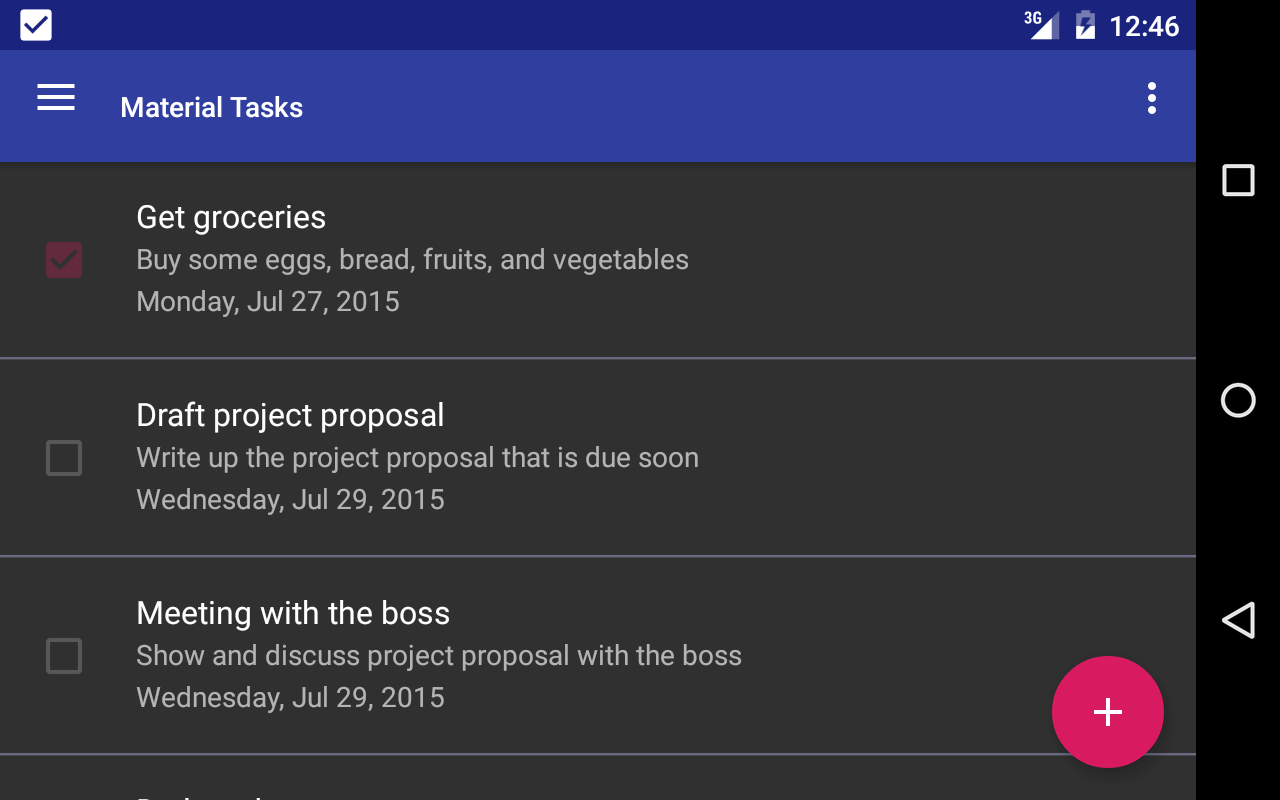 3G 12:46
Material Tasks
Get groceries
Buy some eggs, bread, fruits, and vegetables
Monday, Jul 27, 2015
Draft project proposal
Write up the project proposal that is due soon
Wednesday, Jul 29, 2015
Meeting with the boss
Show and discuss project proposal with the boss
Wednesday, Jul 29, 2015